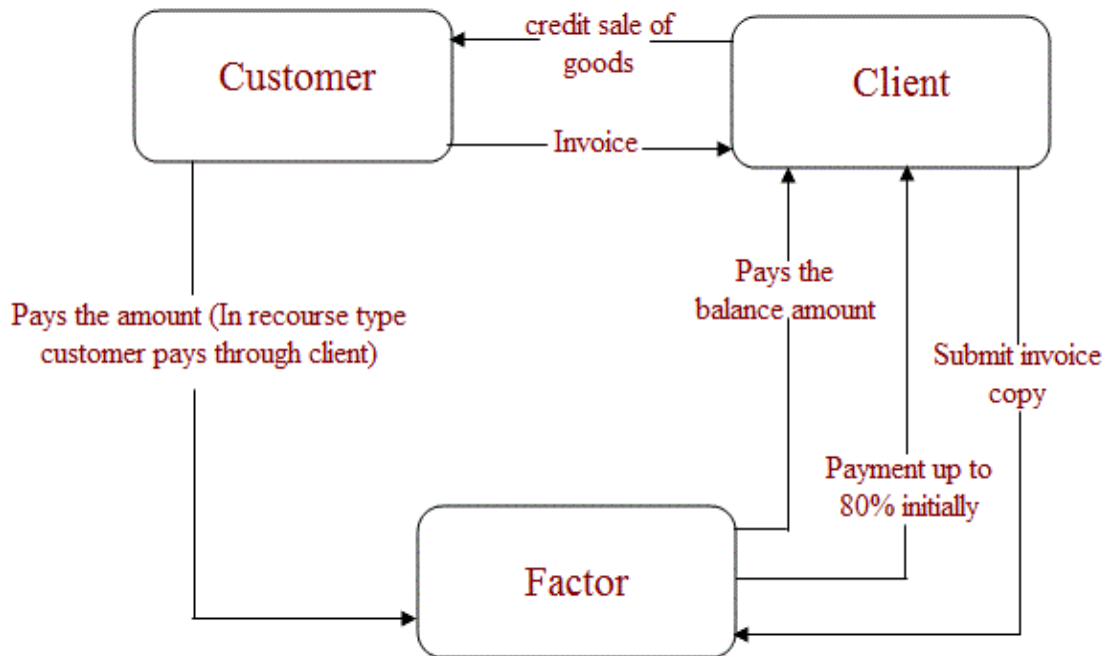 credit sale of
goods
Customer
Client
Invoice
Pays the
balance amount
Pays the amount (In recourse type
customer pays through client)
Submit invoice
copy
Payment up to
80% initially
Factor